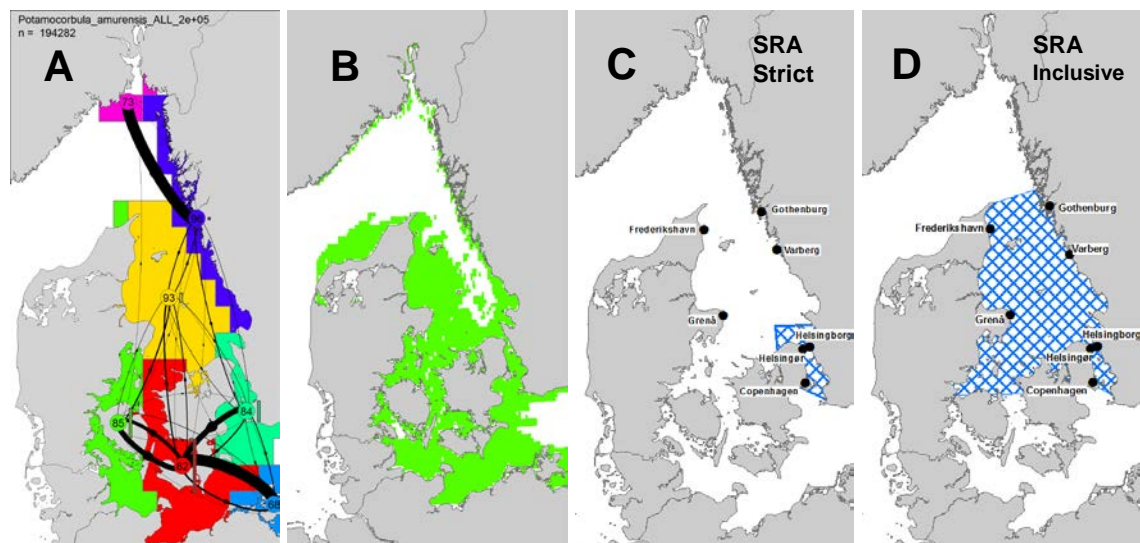 Potamocorbula_amurensis_ALL_2e+05
n = 194282
A
73
93
85
84
68
B
C
SRA
Strict
Gothenburg
Frederikshavn
Varberg
Grenå
Helsingborg
Helsingør
Copenhagen
D
SRA
Inclusive
Gothenburg
Frederikshavn
Varberg
Grenå
Helsingborg
Helsingør
Copenhagen